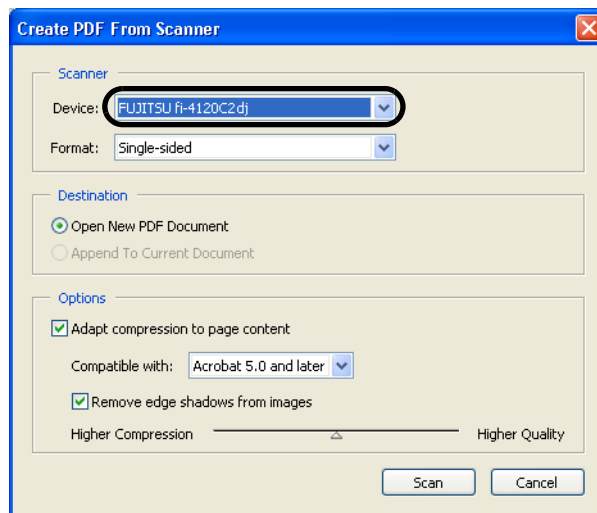 Create PDF From Scanner
Scanner
Device: FUJITSU fi-4120C2dj
Format: Single-sided
Destination
Open New PDF Document
Append To Current Document
Options
Adapt compression to page content
Compatible with: Acrobat 5.0 and later
Remove edge shadows from images
Higher Compression Higher Quality
Scan Cancel